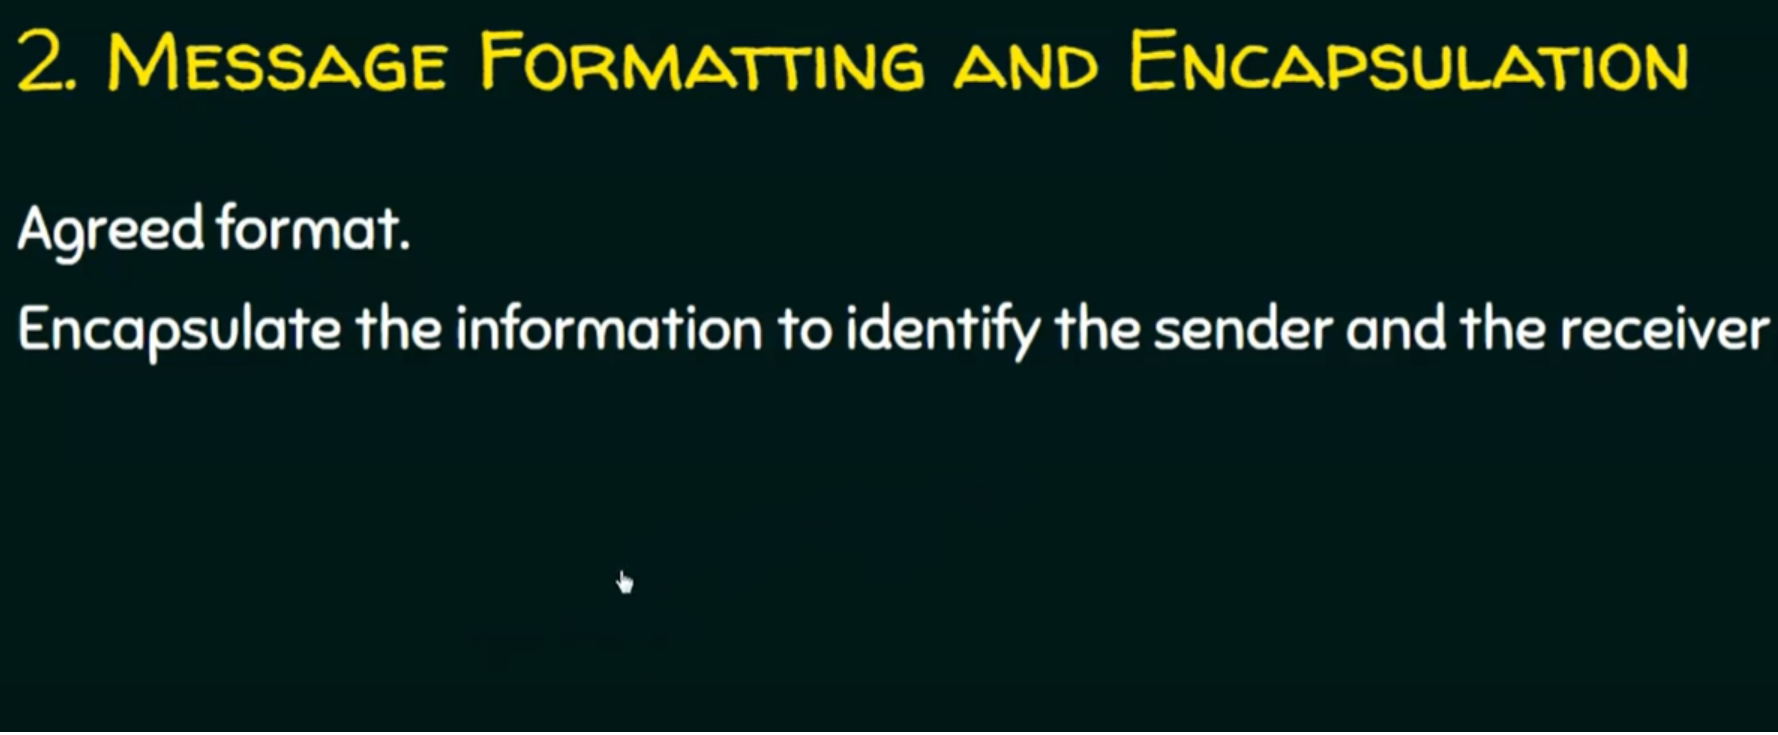 2. Message Formatting and Encapsulation
Agreed format.
Encapsulate the information to identify the sender and the receiver